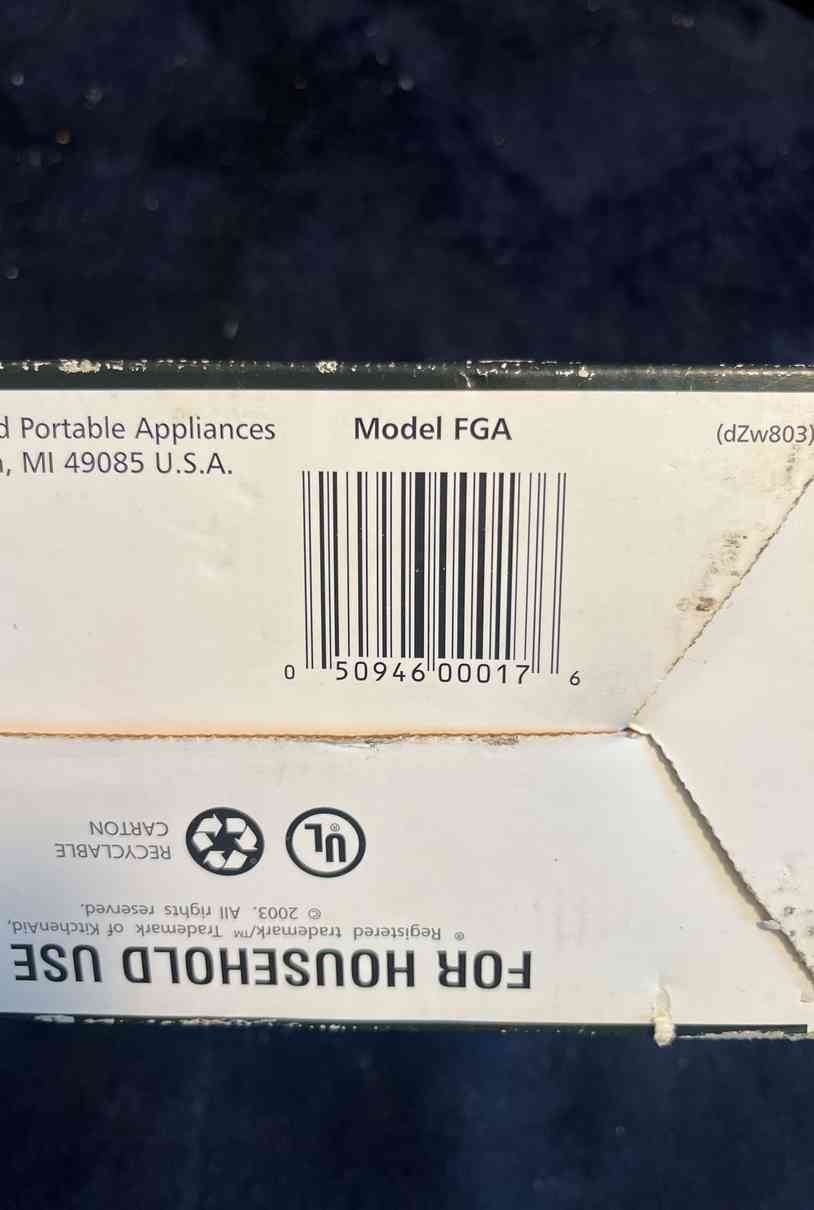 d Portable Appliances
, MI 49085 U.S.A.
Model FGA
(dZw803)
0 50946 00017 6
FOR HOUSEHOLD USE
® Registered trademark/™ Trademark of KitchenAid,
© 2003. All rights reserved.
UL®
RECYCLABLE
CARTON